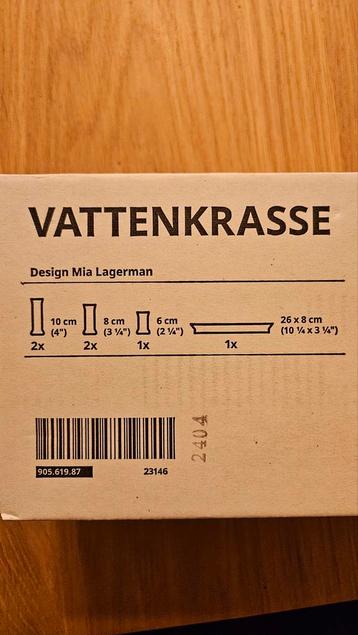 VATTENKRASSE
Design Mia Lagerman
10 cm
(4")
2x
8 cm
(3 ¼")
2x
6 cm
(2 ¼")
1x
26 x 8 cm
(10 ¼ x 3 ¼")
1x
905.619.87
23146
2404